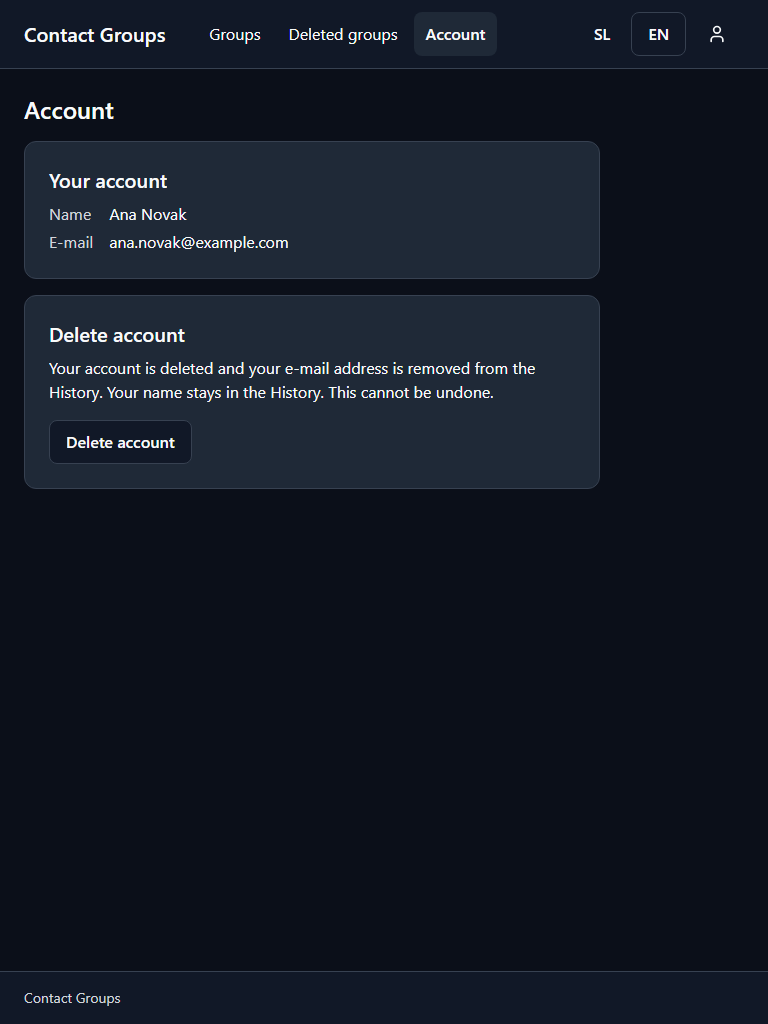 Contact Groups Groups Deleted groups Account SL EN
Account
Your account
Name Ana Novak
E-mail ana.novak@example.com
Delete account
Your account is deleted and your e-mail address is removed from the
History. Your name stays in the History. This cannot be undone.
Delete account
Contact Groups